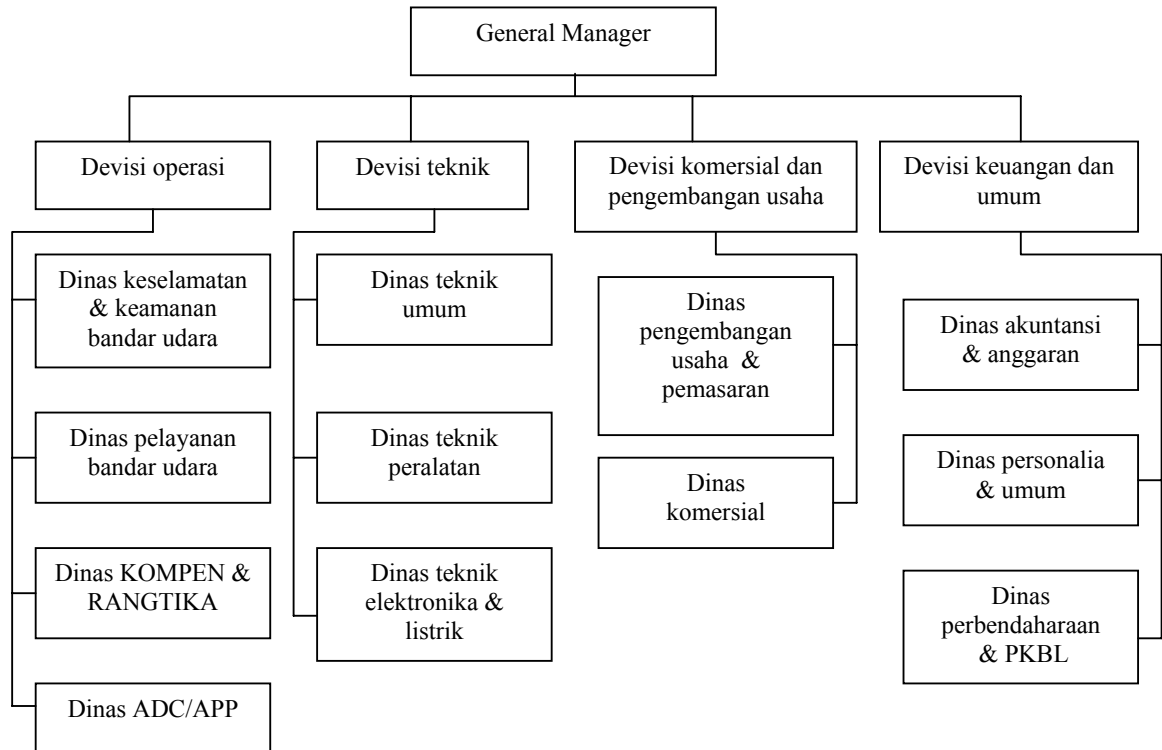 General Manager
Devisi operasi
Devisi teknik
Devisi komersial dan
pengembangan usaha
Devisi keuangan dan
umum
Dinas keselamatan
& keamanan
bandar udara
Dinas pelayanan
bandar udara
Dinas KOMPEN &
RANGTIKA
Dinas ADC/APP
Dinas teknik
umum
Dinas teknik
peralatan
Dinas teknik
elektronika &
listrik
Dinas
pengembangan
usaha &
pemasaran
Dinas
komersial
Dinas akuntansi
& anggaran
Dinas personalia
& umum
Dinas
perbendaharaan
& PKBL